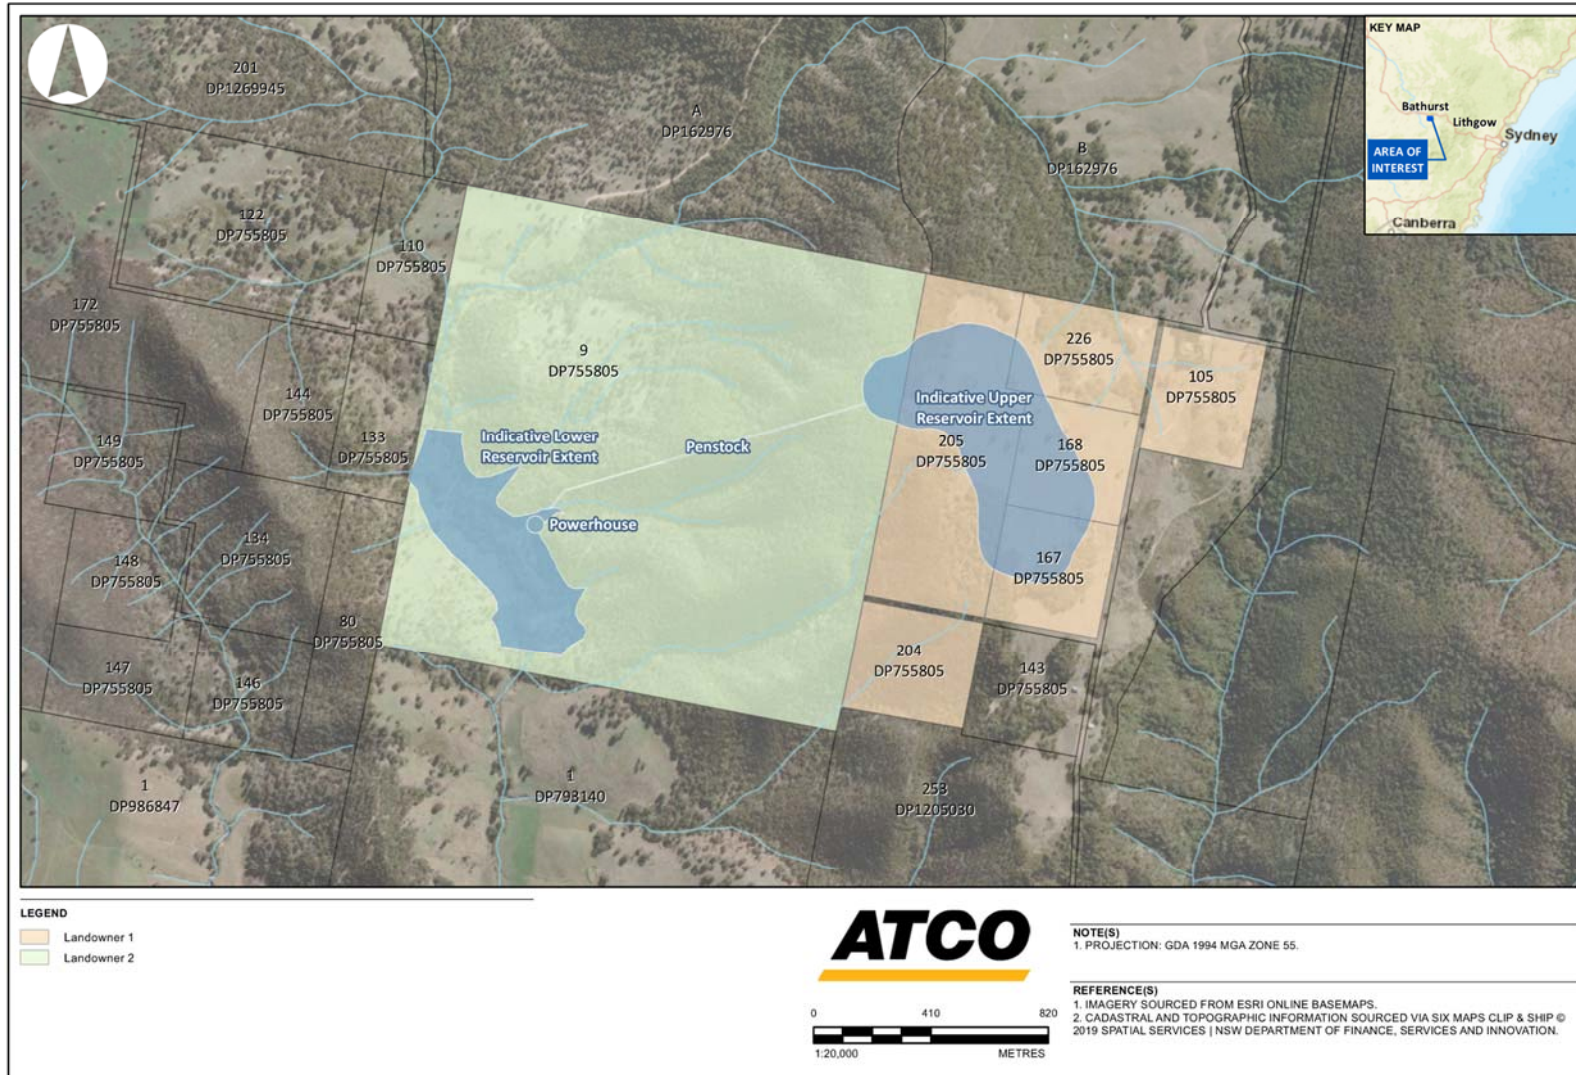 KEY MAP
Bathurst
Lithgow
Sydney
AREA OF
INTEREST
Canberra
201
DP1269945
A
DP162976
B
DP162976
122
DP755805
110
DP755805
172
DP755805
9
DP755805
226
DP755805
105
DP755805
144
DP755805
Indicative Upper
Reservoir Extent
149
DP755805
133
DP755805
Indicative Lower
Reservoir Extent
Penstock
205
DP755805
168
DP755805
Powerhouse
148
DP755805
134
DP755805
167
DP755805
80
DP755805
147
DP755805
146
DP755805
204
DP755805
143
DP755805
1
DP986847
1
DP793140
253
DP1205030
LEGEND
Landowner 1
Landowner 2
ATCO
0 410 820
1:20,000 METRES
NOTE(S)
1. PROJECTION: GDA 1994 MGA ZONE 55.
REFERENCE(S)
1. IMAGERY SOURCED FROM ESRI ONLINE BASEMAPS.
2. CADASTRAL AND TOPOGRAPHIC INFORMATION SOURCED VIA SIX MAPS CLIP & SHIP ©
2019 SPATIAL SERVICES | NSW DEPARTMENT OF FINANCE, SERVICES AND INNOVATION.